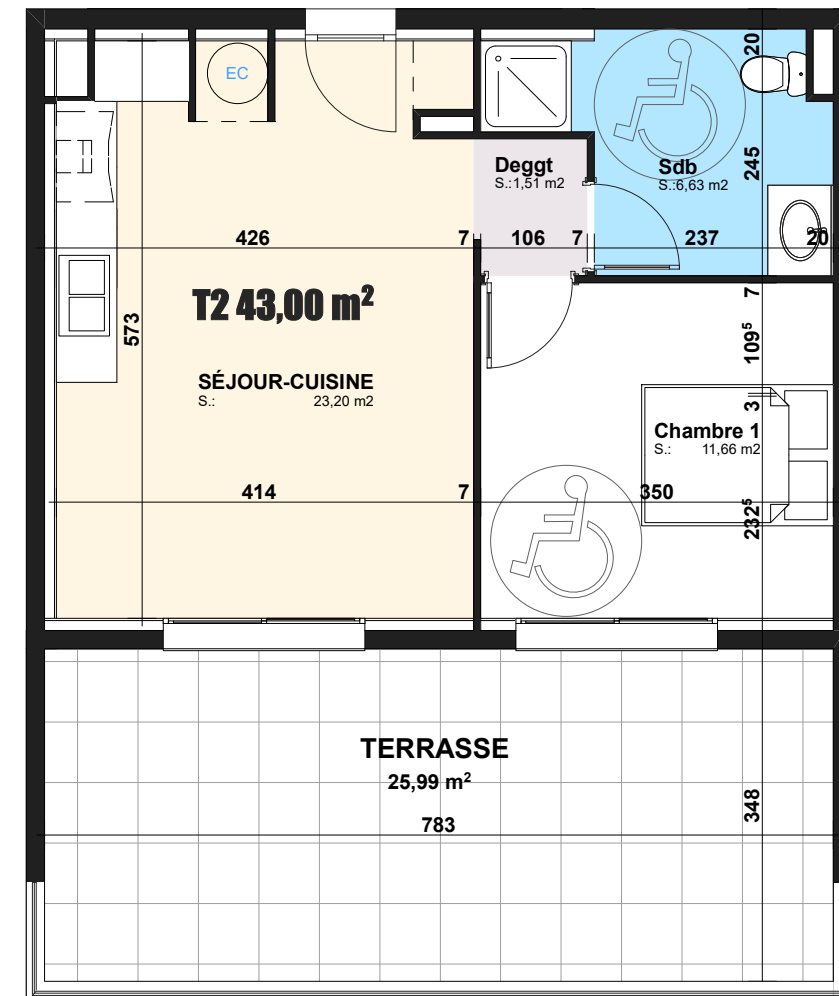 20
EC
Deggt
S.:1,51 m2
Sdb
S.:6,63 m2
245
426
7
106
7
237
20
T2 43,00 m²
7
573
109⁵
SÉJOUR-CUISINE
S.: 23,20 m2
3
Chambre 1
S.: 11,66 m2
414
7
350
232⁵
TERRASSE
25,99 m²
783
348